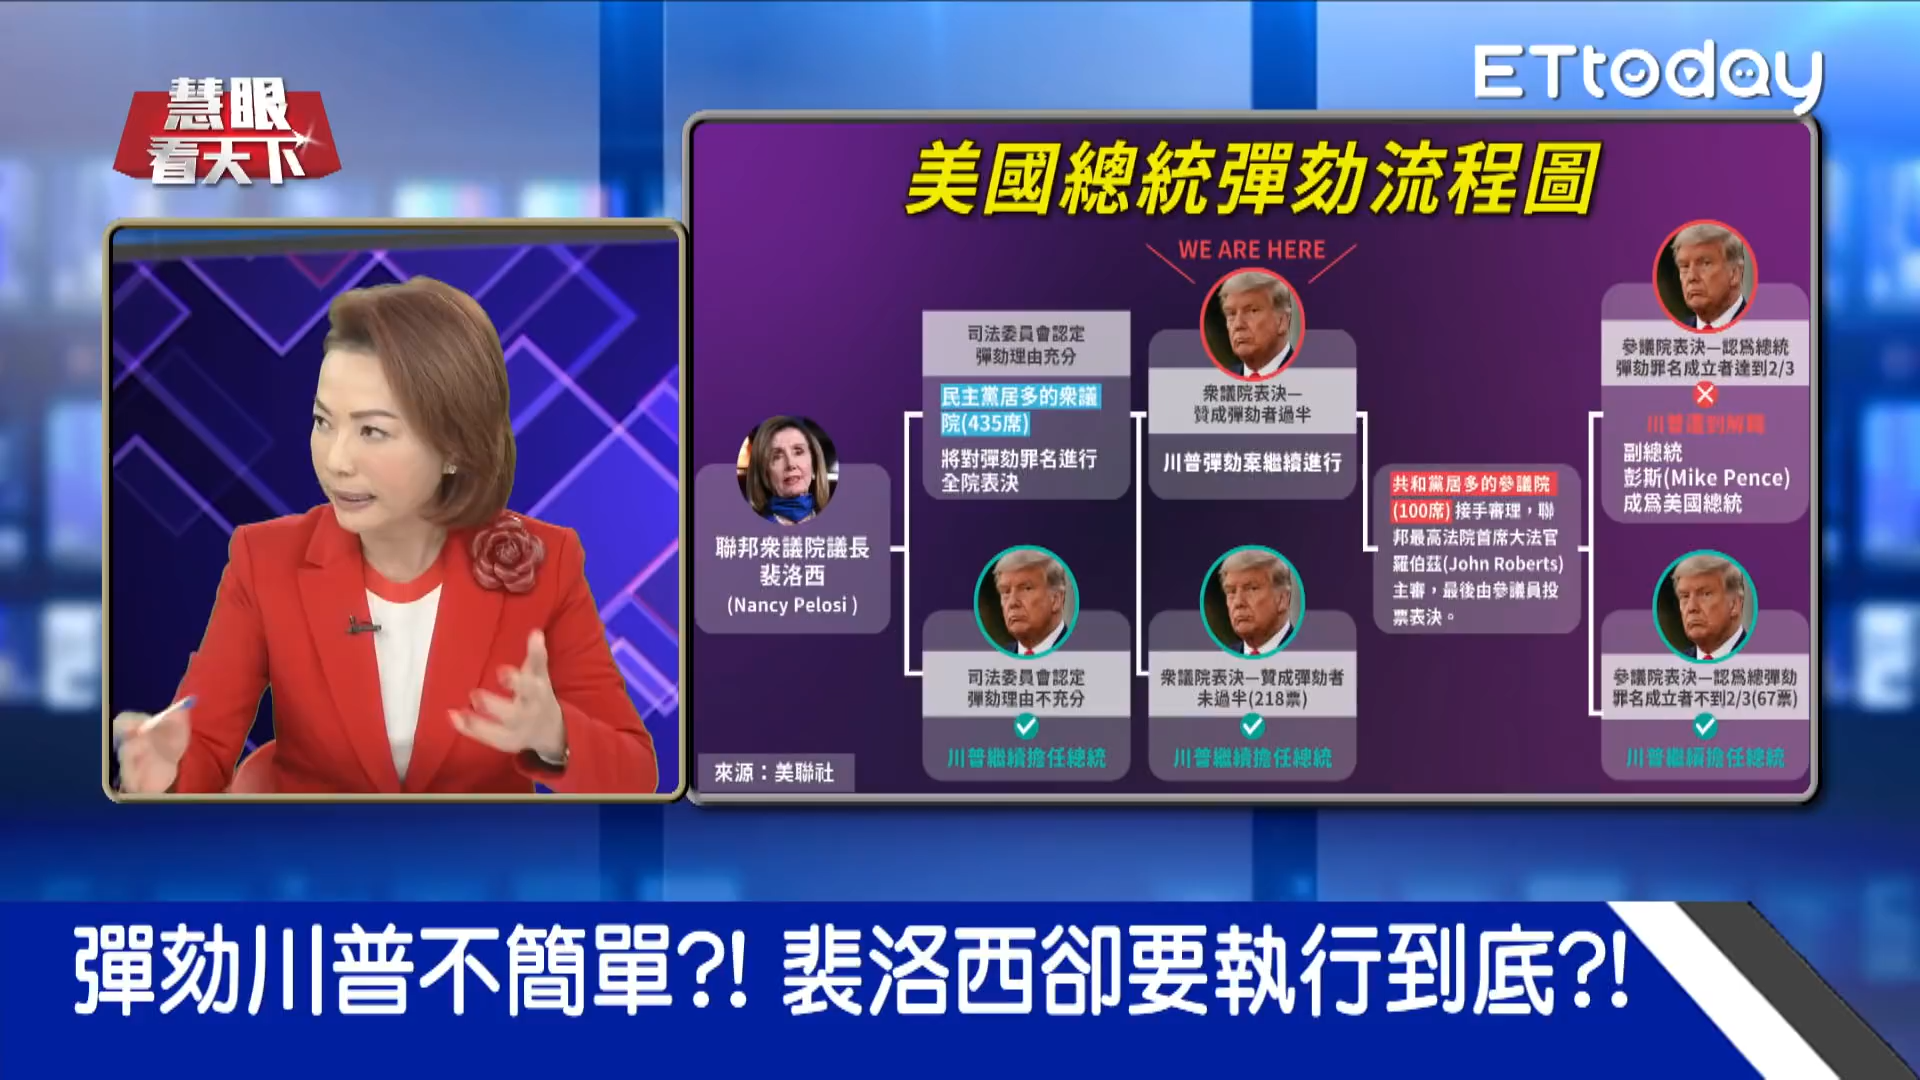 慧眼
看天下
ETtoday
美國總統彈劾流程圖
WE ARE HERE
聯邦衆議院議長
裴洛西
(Nancy Pelosi )
司法委員會認定
彈劾理由充分
民主黨居多的衆議
院(435席)
將對彈劾罪名進行
全院表決
司法委員會認定
彈劾理由不充分
川普繼續擔任總統
衆議院表決—
贊成彈劾者過半
川普彈劾案繼續進行
衆議院表決—贊成彈劾者
未過半(218票)
川普繼續擔任總統
共和黨居多的參議院
(100席) 接手審理，聯
邦最高法院首席大法官
羅伯茲(John Roberts)
主審，最後由參議員投
票表決。
參議院表決—認爲總統
彈劾罪名成立者達到2/3
川普遭到解職
副總統
彭斯(Mike Pence)
成爲美國總統
參議院表決—認爲總彈劾
罪名成立者不到2/3(67票)
川普繼續擔任總統
來源：美聯社
彈劾川普不簡單?! 裴洛西卻要執行到底?!